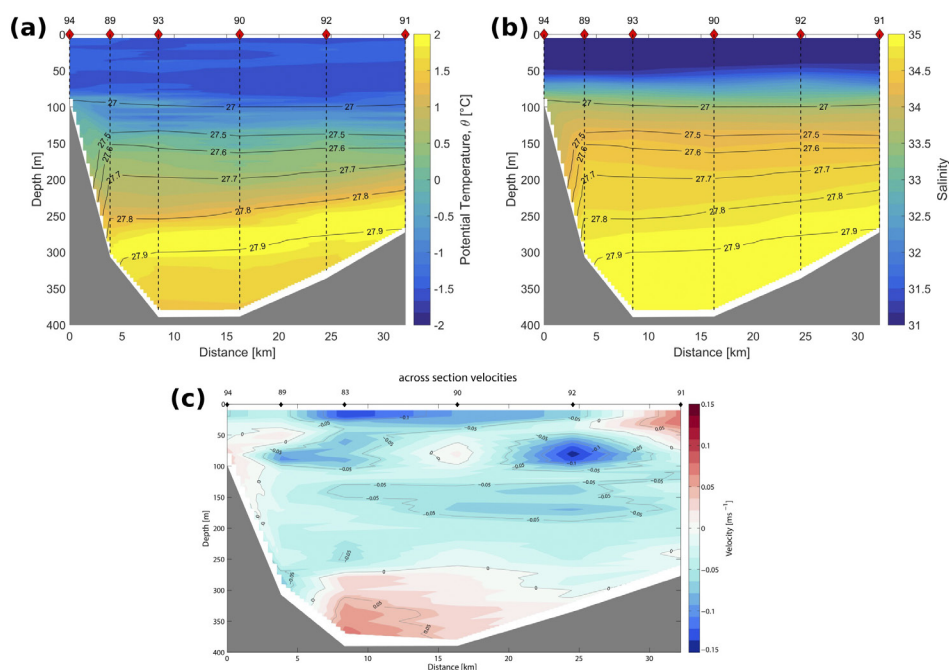 (a)
94 89 93 90 92 91
0
50
100
150
200
250
300
350
400
Depth [m]
27 27 27
27.5 27.5 27.5
27.6 27.6 27.6
27.7 27.7 27.7
27.8 27.8 27.8
27.9 27.9 27.9
0 5 10 15 20 25 30
Distance [km]
2
1.5
1
0.5
0
-0.5
-1
-1.5
-2
Potential Temperature, θ [°C]
(b)
94 89 93 90 92 91
0
50
100
150
200
250
300
350
400
Depth [m]
27 27 27
27.5 27.5 27.5
27.6 27.6 27.6
27.7 27.7 27.7
27.8 27.8 27.8
27.9 27.9 27.9
0 5 10 15 20 25 30
Distance [km]
35
34.5
34
33.5
33
32.5
32
31.5
31
Salinity
across section velocities
(c)
94 89 83 90 92 91
0
50
100
150
200
250
300
350
400
Depth [m]
0 5 10 15 20 25 30
Distance [km]
0.15
0.1
0.05
0
−0.05
−0.1
−0.15
Velocity [ms⁻¹]